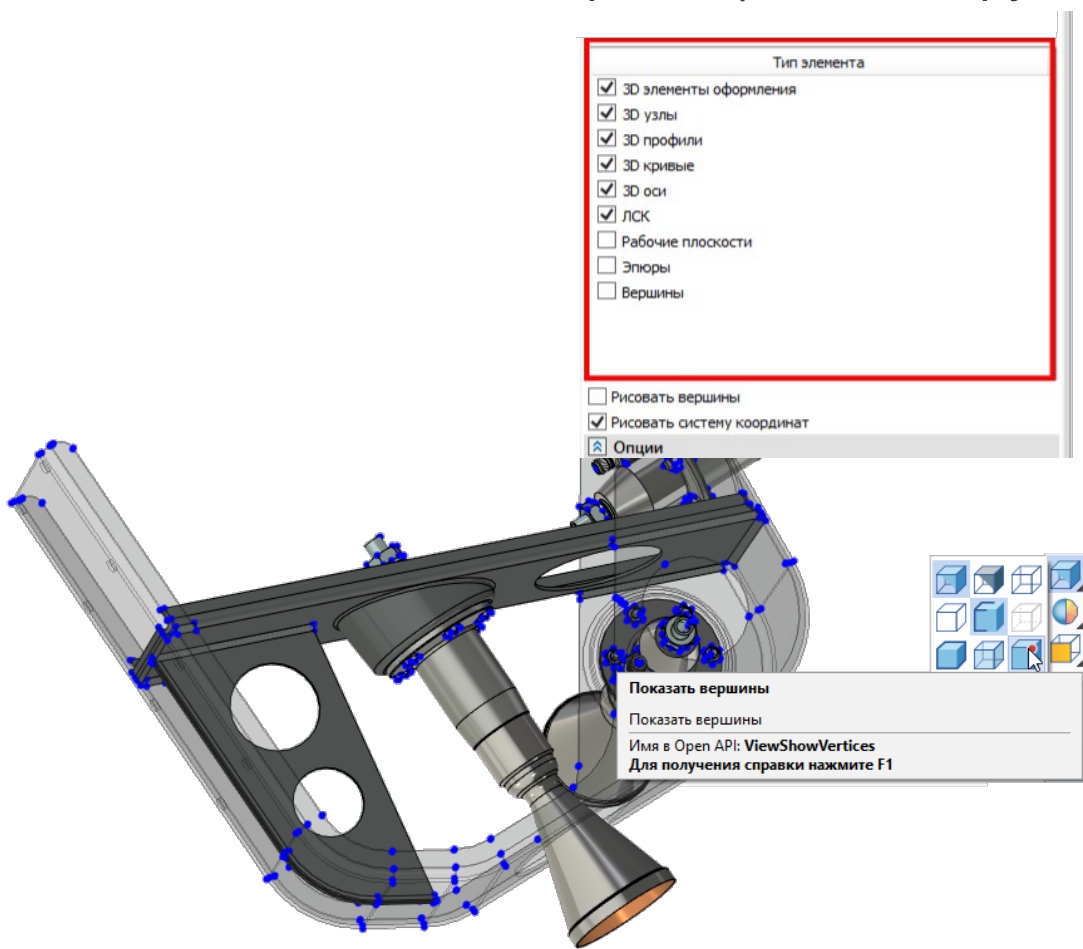 Тип элемента
3D элементы оформления
3D узлы
3D профили
3D кривые
3D оси
ЛСК
Рабочие плоскости
Эпюры
Вершины
Рисовать вершины
Рисовать систему координат
Опции
Показать вершины
Показать вершины
Имя в Open API: ViewShowVertices
Для получения справки нажмите F1